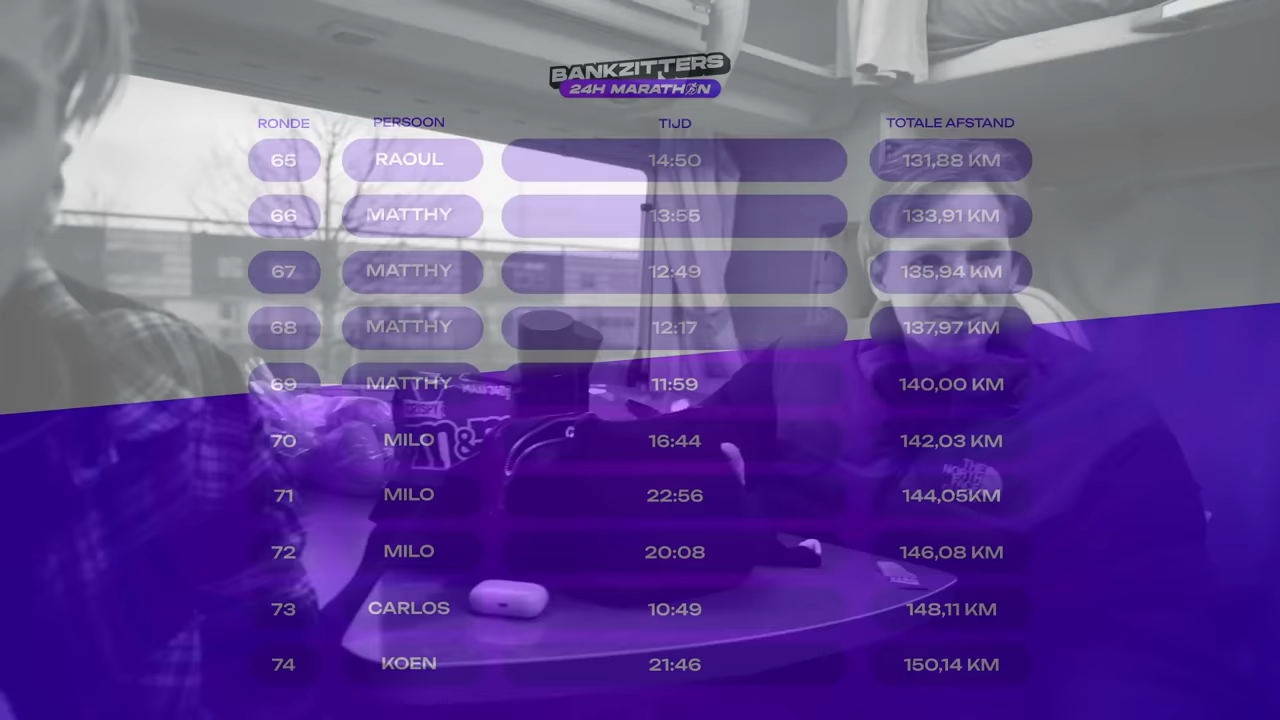 BANKZITTERS
24H MARATHON
RONDE PERSOON TIJD TOTALE AFSTAND
65 RAOUL 14:50 131,88 KM
66 MATTHY 13:55 133,91 KM
67 MATTHY 12:49 135,94 KM
68 MATTHY 12:17 137,97 KM
69 MATTHY 11:59 140,00 KM
CRISPY
70 MILO 16:44 142,03 KM
THE
NORTH
FACE
71 MILO 22:56 144,05KM
72 MILO 20:08 146,08 KM
73 CARLOS 10:49 148,11 KM
74 KOEN 21:46 150,14 KM